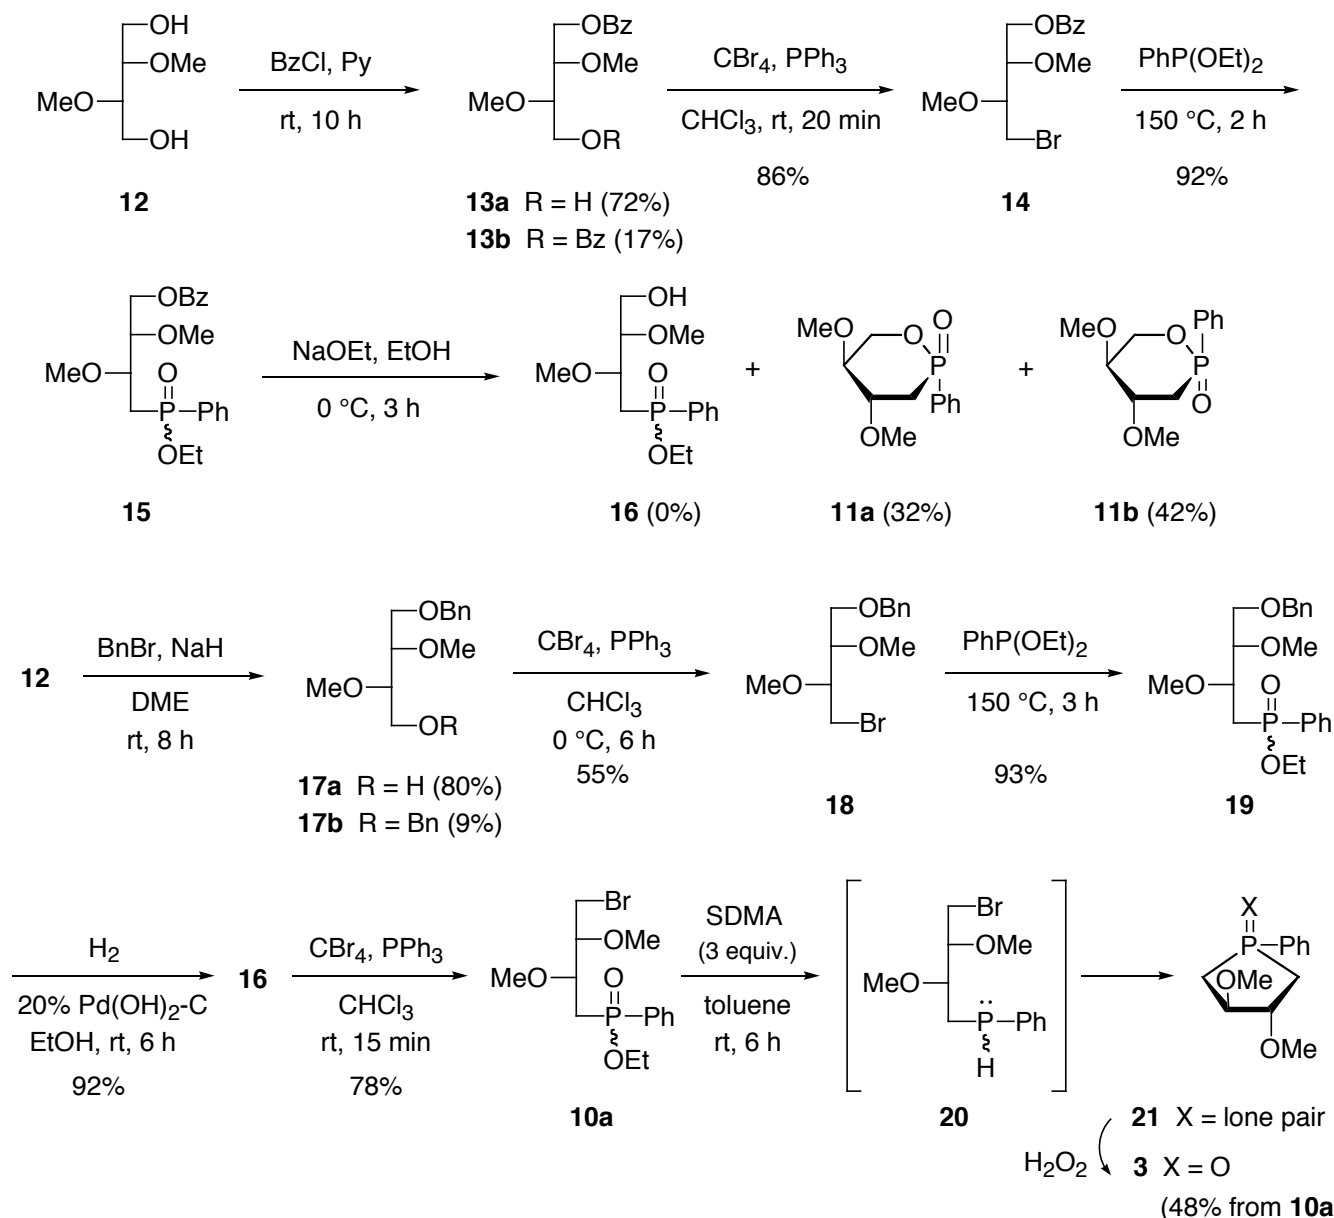 OH
OMe
MeO
OH
12
BzCl, Py
rt, 10 h
OBz
OMe
MeO
OR
13a R = H (72%)
13b R = Bz (17%)
CBr4, PPh3
CHCl3, rt, 20 min
86%
OBz
OMe
MeO
Br
14
PhP(OEt)2
150 °C, 2 h
92%
OBz
OMe
MeO
O
P
Ph
OEt
15
NaOEt, EtOH
0 °C, 3 h
OH
OMe
MeO
O
P
Ph
OEt
16 (0%)
+
MeO
O
O
P
Ph
OMe
11a (32%)
+
MeO
O
Ph
P
O
OMe
11b (42%)
12
BnBr, NaH
DME
rt, 8 h
OBn
OMe
MeO
OR
17a R = H (80%)
17b R = Bn (9%)
CBr4, PPh3
CHCl3
0 °C, 6 h
55%
OBn
OMe
MeO
Br
18
PhP(OEt)2
150 °C, 3 h
93%
OBn
OMe
MeO
O
P
Ph
OEt
19
H2
20% Pd(OH)2-C
EtOH, rt, 6 h
92%
16
CBr4, PPh3
CHCl3
rt, 15 min
78%
Br
OMe
MeO
O
P
Ph
OEt
10a
SDMA
(3 equiv.)
toluene
rt, 6 h
Br
OMe
MeO
P
Ph
H
20
X
P
Ph
OMe
OMe
21 X = lone pair
H2O2
3 X = O
(48% from 10a